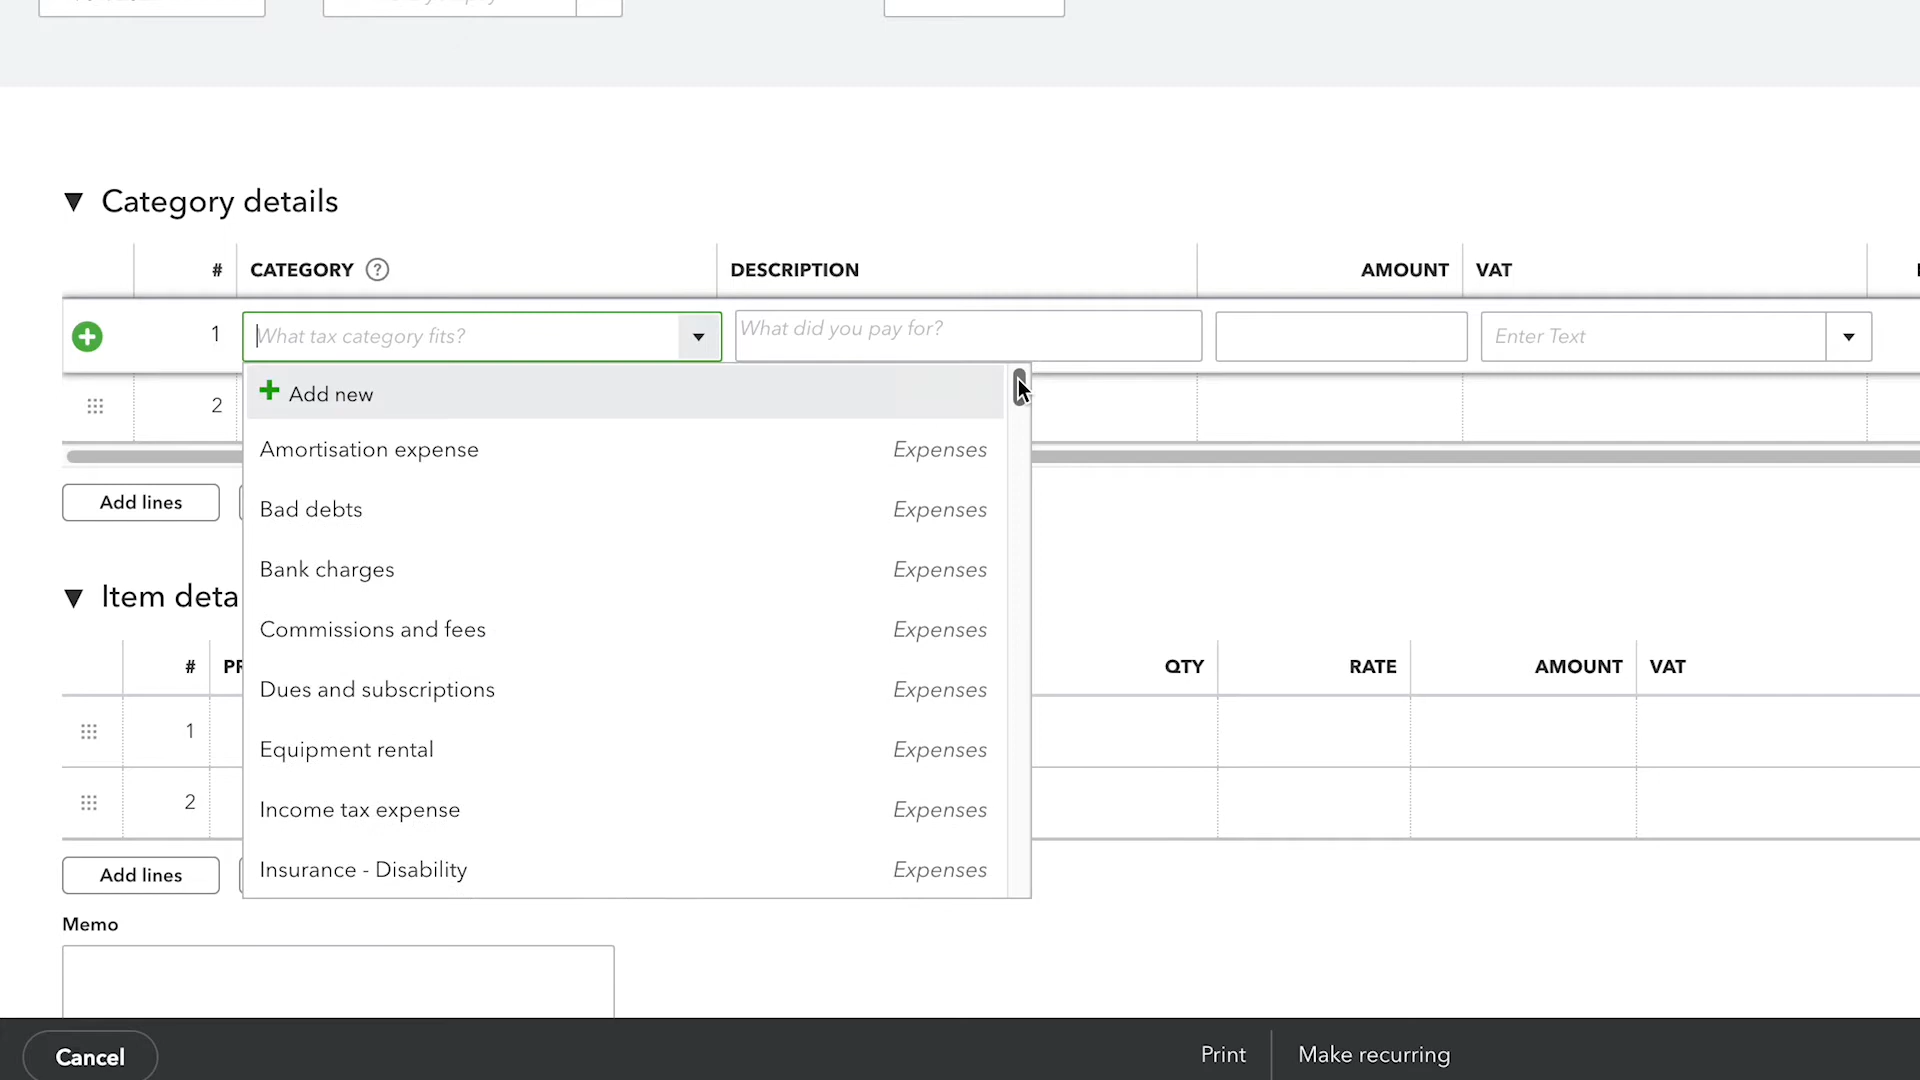 Category details
# CATEGORY ? DESCRIPTION AMOUNT VAT
1 What tax category fits? What did you pay for? Enter Text
2
Add new
Amortisation expense Expenses
Bad debts Expenses
Bank charges Expenses
Commissions and fees Expenses
Dues and subscriptions Expenses
Equipment rental Expenses
Income tax expense Expenses
Insurance - Disability Expenses
Add lines
Item deta
# PR QTY RATE AMOUNT VAT
1
2
Add lines
Memo
Cancel Print Make recurring